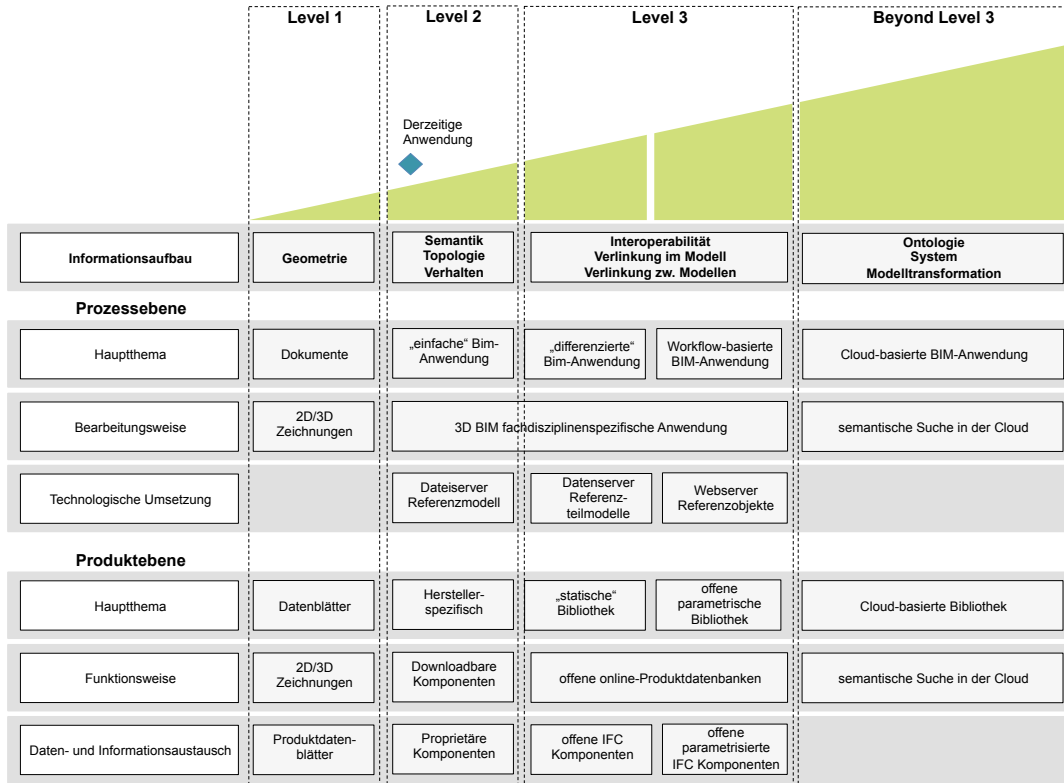 Level 1
Level 2
Level 3
Beyond Level 3
Derzeitige
Anwendung
Informationsaufbau
Geometrie
Semantik
Topologie
Verhalten
Interoperabilität
Verlinkung im Modell
Verlinkung zw. Modellen
Ontologie
System
Modelltransformation
Prozessebene
Hauptthema
Dokumente
„einfache“ Bim-
Anwendung
„differenzierte“
Bim-Anwendung
Workflow-basierte
BIM-Anwendung
Cloud-basierte BIM-Anwendung
Bearbeitungsweise
2D/3D
Zeichnungen
3D BIM fachdisziplinenspezifische Anwendung
semantische Suche in der Cloud
Technologische Umsetzung
Dateiserver
Referenzmodell
Datenserver
Referenz-
teilmodelle
Webserver
Referenzobjekte
Produktebene
Hauptthema
Datenblätter
Hersteller-
spezifisch
„statische“
Bibliothek
offene
parametrische
Bibliothek
Cloud-basierte Bibliothek
Funktionsweise
2D/3D
Zeichnungen
Downloadbare
Komponenten
offene online-Produktdatenbanken
semantische Suche in der Cloud
Daten- und Informationsaustausch
Produktdaten-
blätter
Proprietäre
Komponenten
offene IFC
Komponenten
offene
parametrisierte
IFC Komponenten